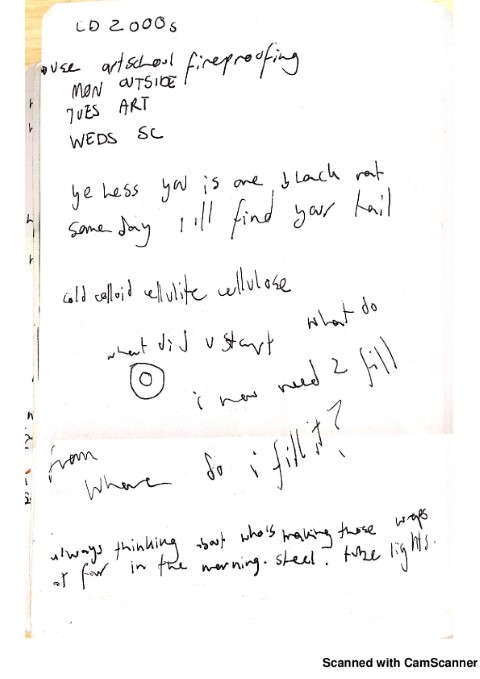 LD 2000s
use artschool fireproofing
MON OUTSIDE
TUES ART
WEDS SC
ye hess you is one black rat
some day i ill find your tail
cold colloid cellulite cellulose
what did u start what do
i now need 2 fill
from
where do i fill it?
always thinking about who's making those wraps
at four in the morning. steel. tube lights.
Scanned with CamScanner